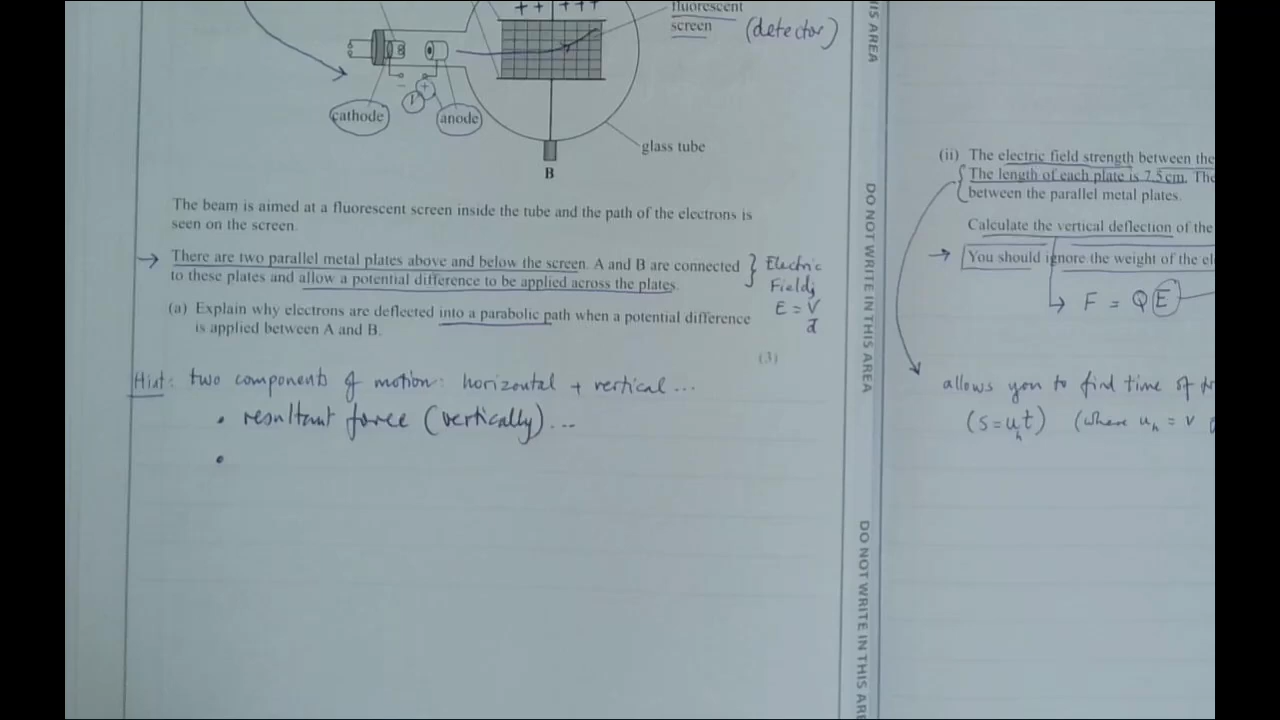 + + + + +
fluorescent
screen (detector)
cathode
- V +
anode
glass tube
B
The beam is aimed at a fluorescent screen inside the tube and the path of the electrons is
seen on the screen.
→ There are two parallel metal plates above and below the screen. A and B are connected
to these plates and allow a potential difference to be applied across the plates.
} Electric
Fields
E = V
d
(a) Explain why electrons are deflected into a parabolic path when a potential difference
is applied between A and B.
(3)
Hint: two components of motion: horizontal + vertical ...
• resultant force (vertically) ...
•
IS AREA
DO NOT WRITE IN THIS AREA
DO NOT WRITE IN THIS ARE
(ii) The electric field strength between the
The length of each plate is 7.5 cm. The
between the parallel metal plates.
Calculate the vertical deflection of the
→ You should ignore the weight of the el
↳ F = QE
allows you to find time of
(s = uₕt) (where uₕ = v